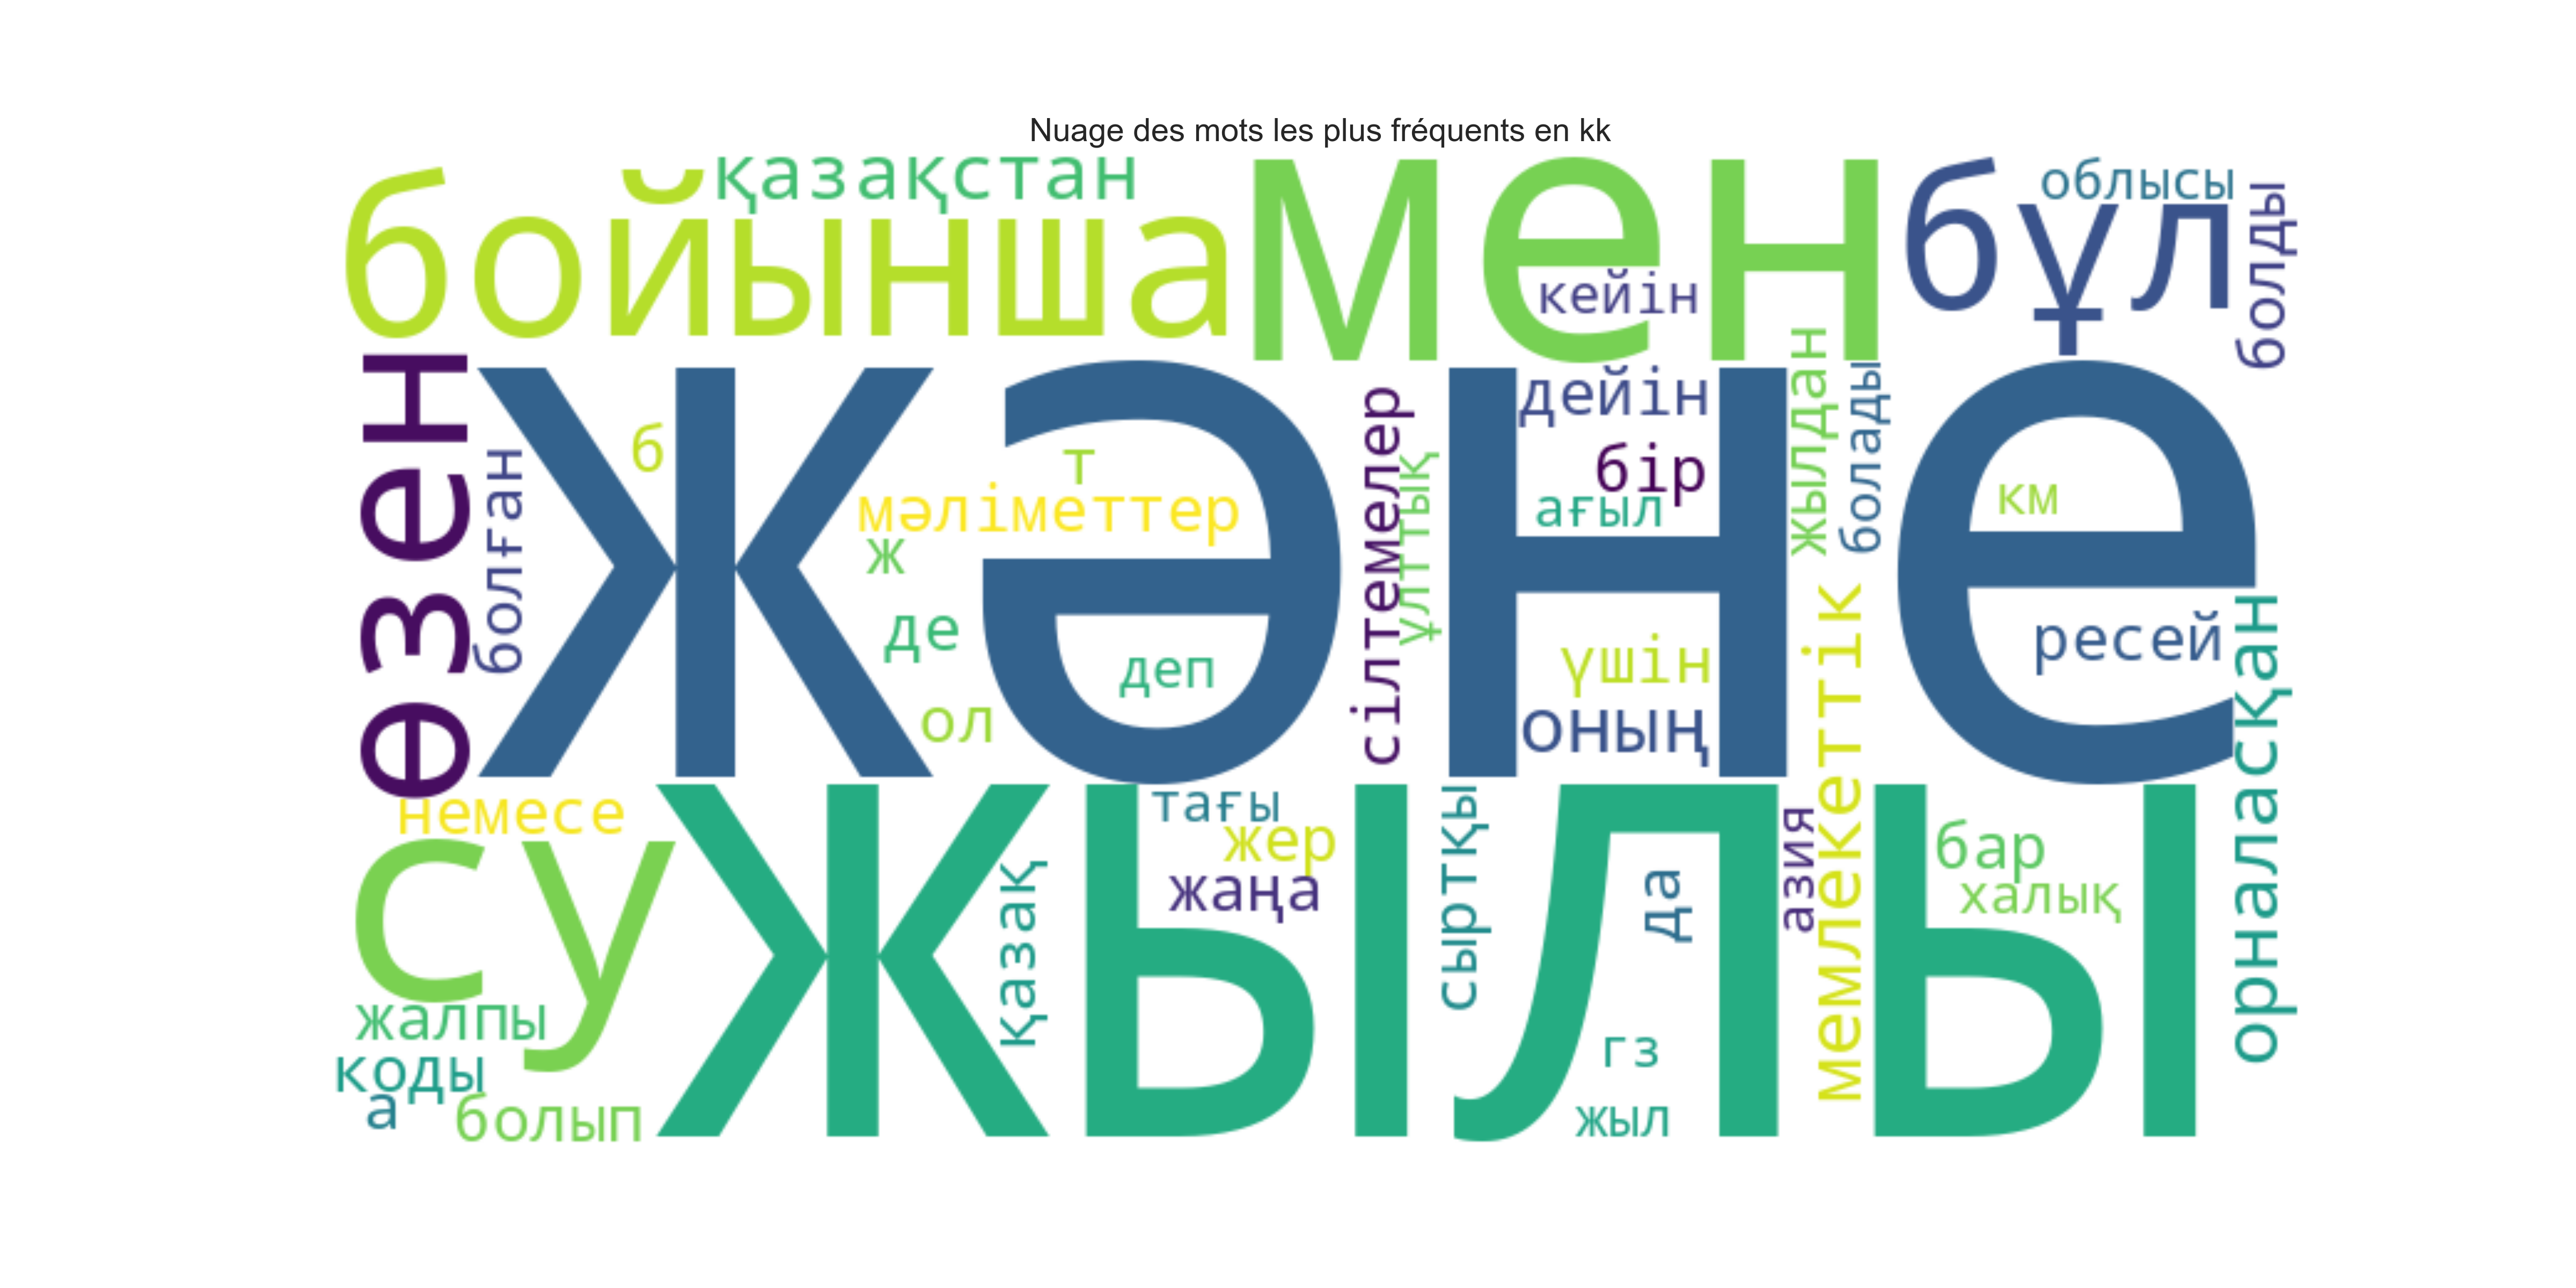 Nuage des mots les plus fréquents en kk
қазақстан
облысы
бойынша
мен
бұл
болды
кейін
өзен
болған
және
б
т
мәліметтер
ж
де
деп
ол
сілтемелер
ұлттық
дейін
бір
ағыл
үшін
оның
жылдан
болады
км
ресей
мемлекеттік
орналасқан
немесе
су
жылы
тағы
жер
жаңа
қазақ
сыртқы
да
азия
бар
халық
жалпы
коды
а
болып
гз
жыл